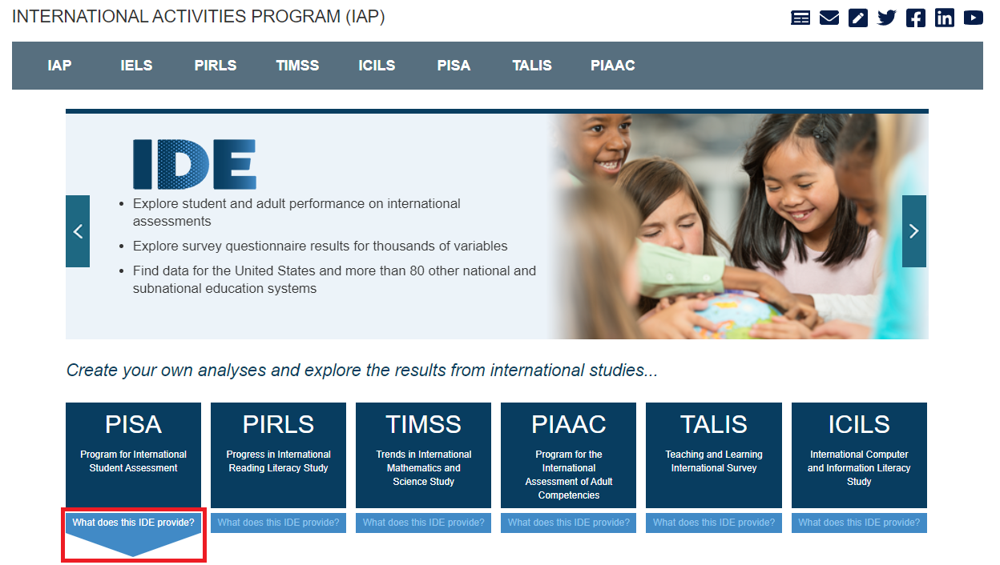 INTERNATIONAL ACTIVITIES PROGRAM (IAP)
IAP IELS PIRLS TIMSS ICILS PISA TALIS PIAAC
IDE
• Explore student and adult performance on international
assessments
• Explore survey questionnaire results for thousands of variables
• Find data for the United States and more than 80 other national and
subnational education systems
Create your own analyses and explore the results from international studies...
PISA
Program for International
Student Assessment
What does this IDE provide?
PIRLS
Progress in International
Reading Literacy Study
What does this IDE provide?
TIMSS
Trends in International
Mathematics and
Science Study
What does this IDE provide?
PIAAC
Program for the
International
Assessment of Adult
Competencies
What does this IDE provide?
TALIS
Teaching and Learning
International Survey
What does this IDE provide?
ICILS
International Computer
and Information Literacy
Study
What does this IDE provide?